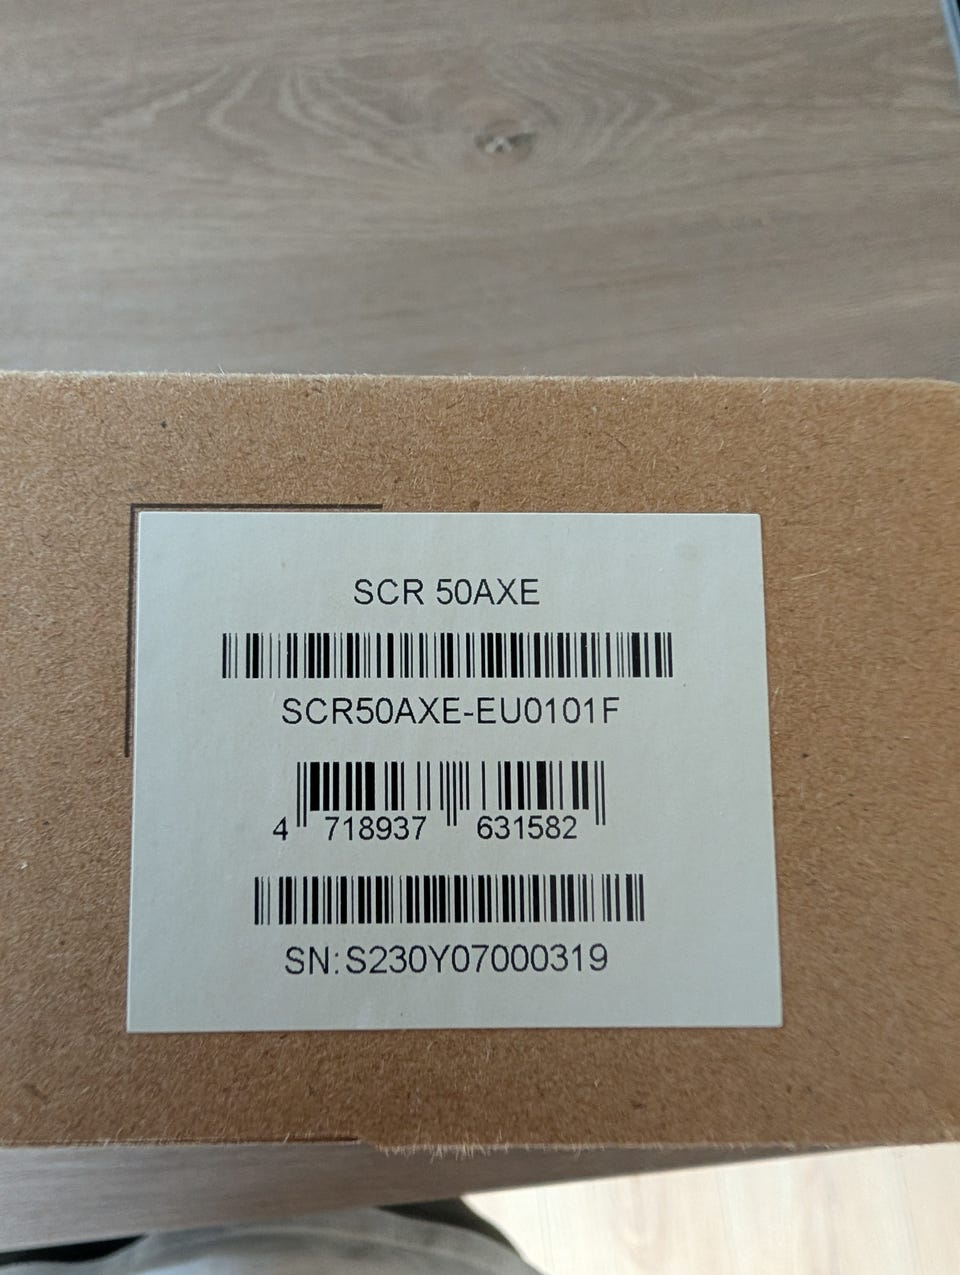 SCR 50AXE
SCR50AXE-EU0101F
4 718937 631582
SN:S230Y07000319